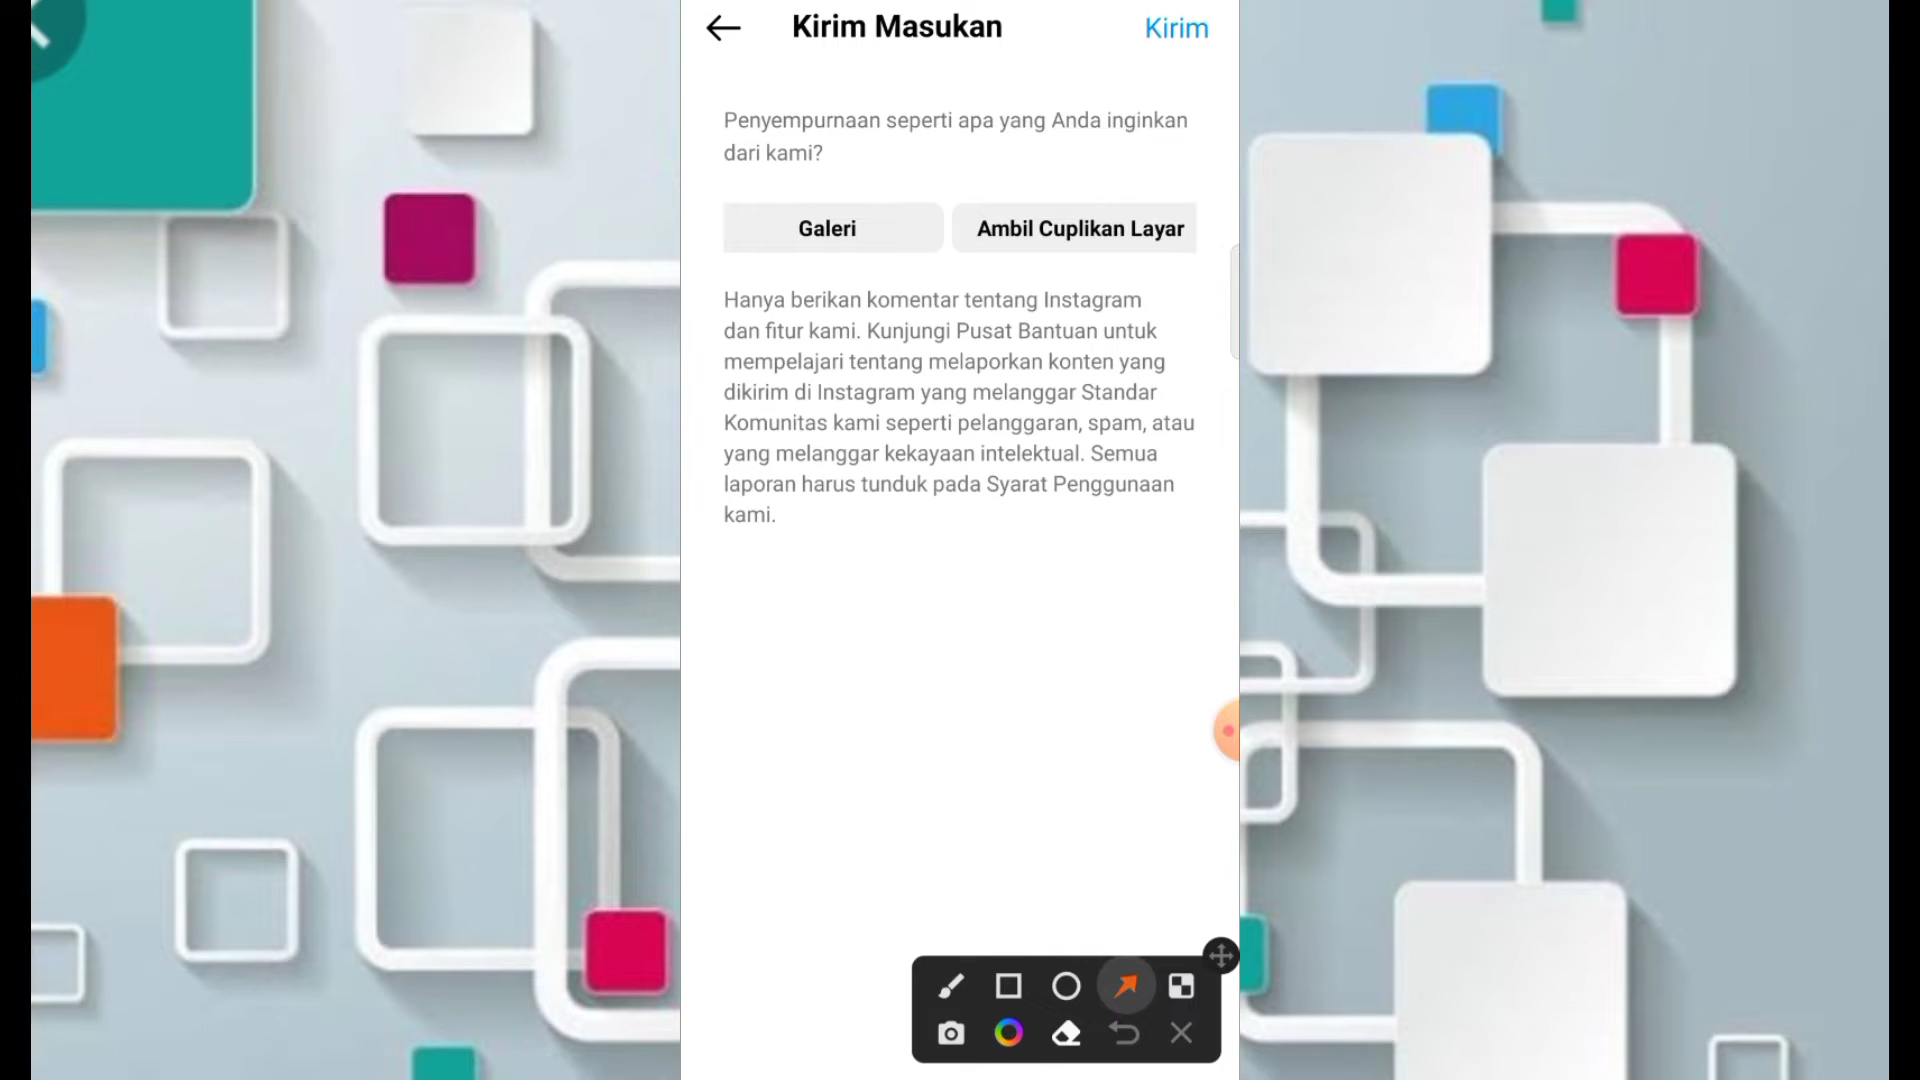 Kirim Masukan
Kirim
Penyempurnaan seperti apa yang Anda inginkan
dari kami?
Galeri
Ambil Cuplikan Layar
Hanya berikan komentar tentang Instagram
dan fitur kami. Kunjungi Pusat Bantuan untuk
mempelajari tentang melaporkan konten yang
dikirim di Instagram yang melanggar Standar
Komunitas kami seperti pelanggaran, spam, atau
yang melanggar kekayaan intelektual. Semua
laporan harus tunduk pada Syarat Penggunaan
kami.